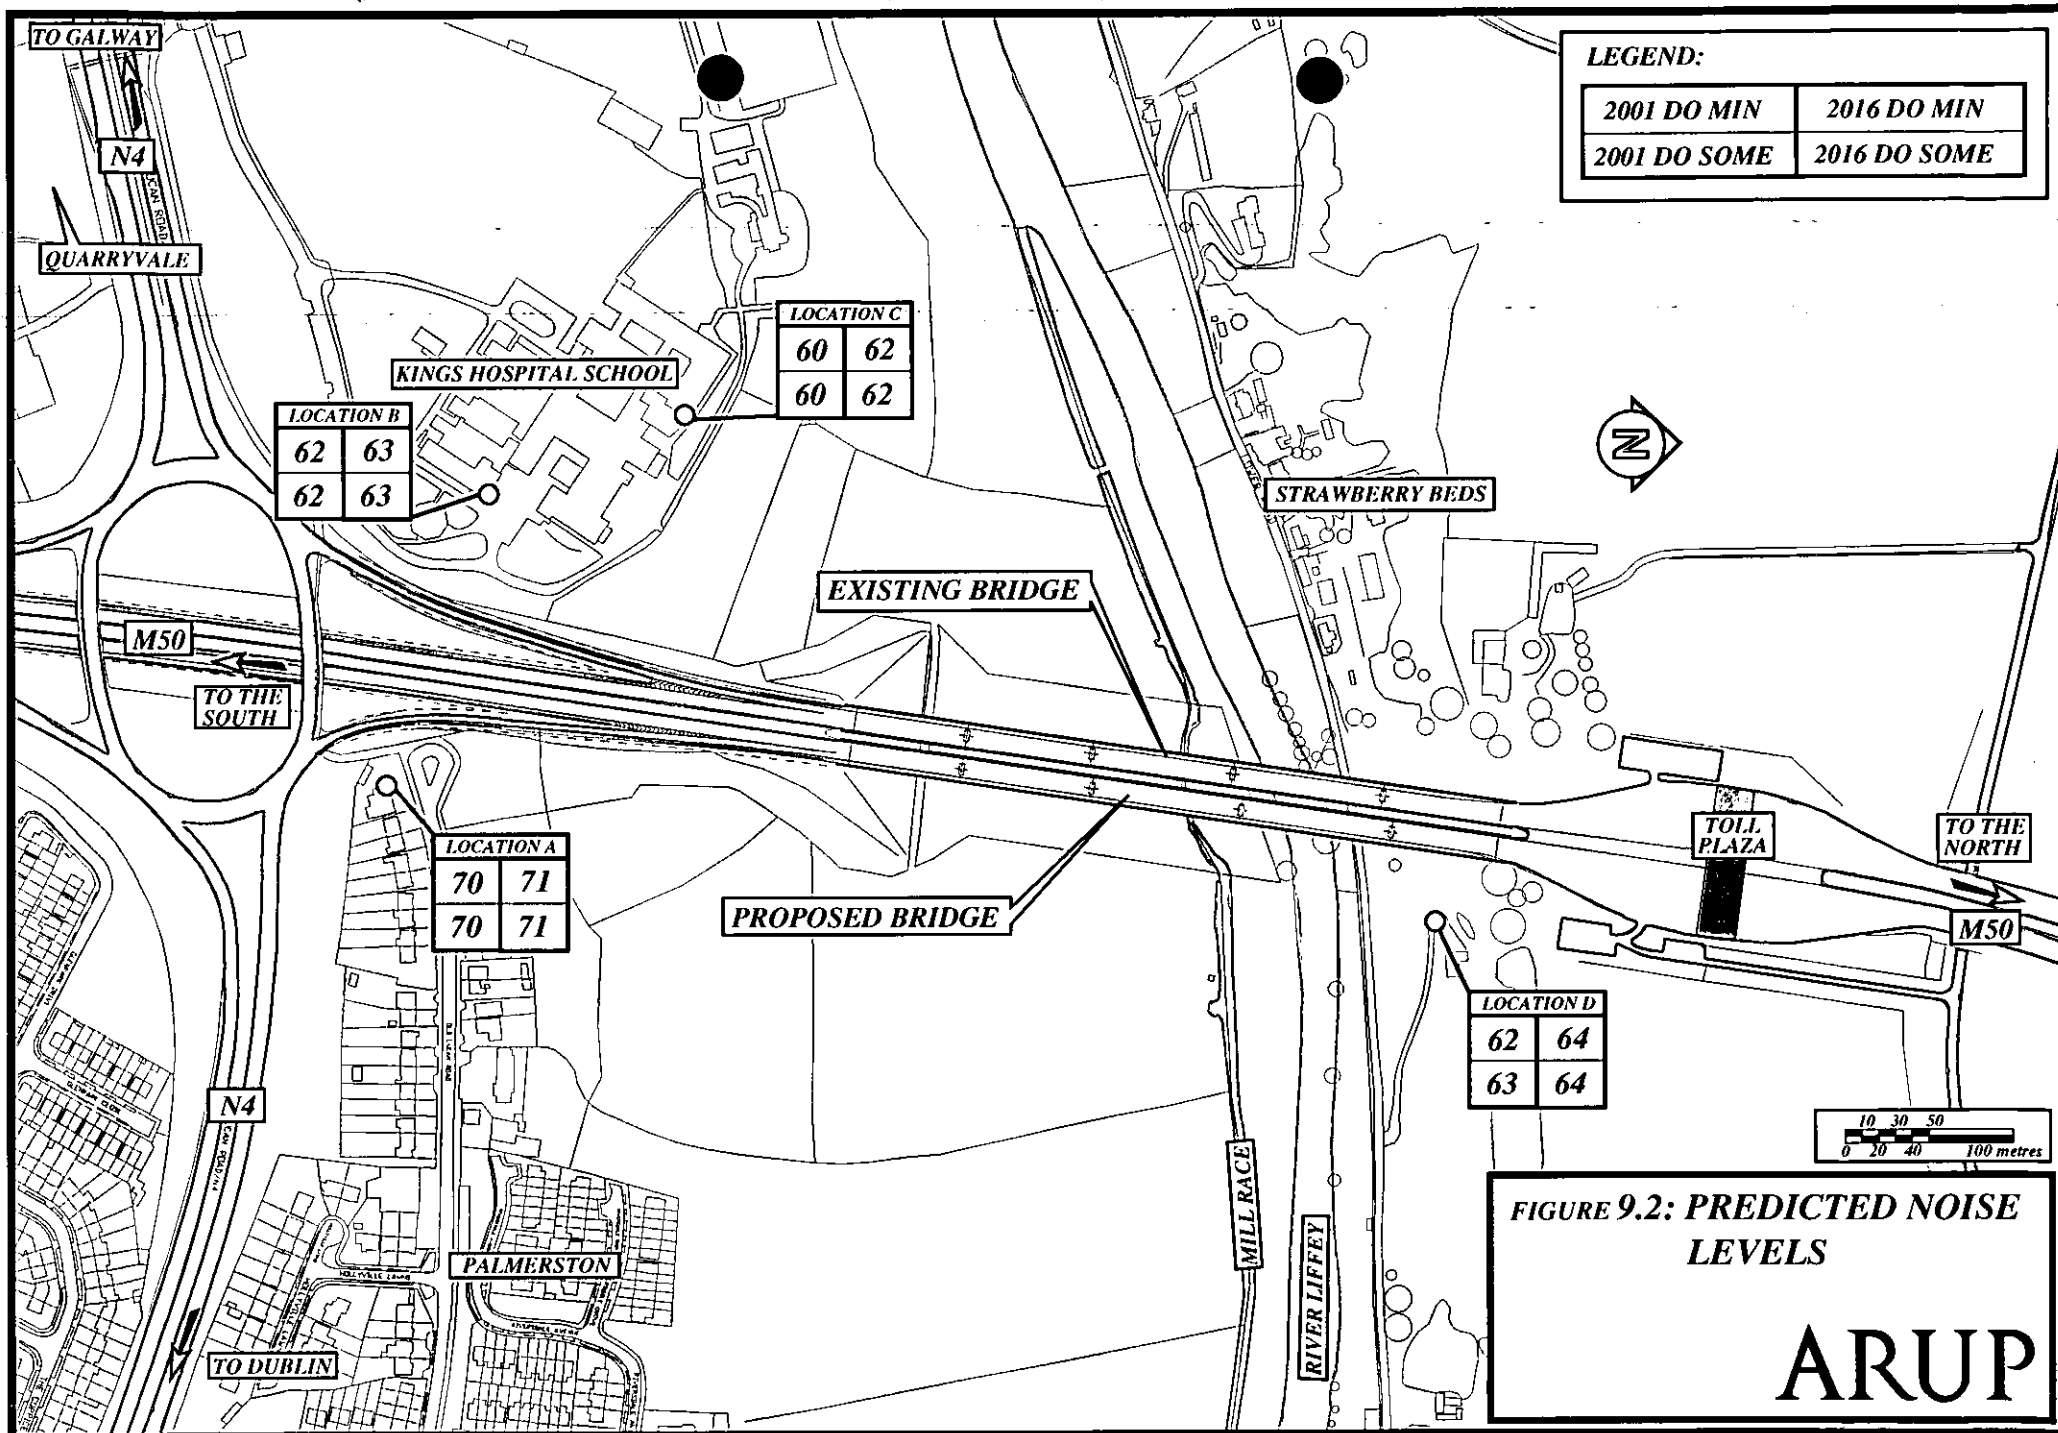 TO GALWAY
N4
QUARRYVALE
LEGEND:
2001 DO MIN 2016 DO MIN
2001 DO SOME 2016 DO SOME
LOCATION C
60 62
60 62
KINGS HOSPITAL SCHOOL
LOCATION B
62 63
62 63
N
STRAWBERRY BEDS
EXISTING BRIDGE
M50
TO THE
SOUTH
TOLL
PLAZA
TO THE
NORTH
M50
LOCATION A
70 71
70 71
PROPOSED BRIDGE
LOCATION D
62 64
63 64
N4
10 30 50
0 20 40 100 metres
MILL RACE
RIVER LIFFEY
PALMERSTON
TO DUBLIN
FIGURE 9.2: PREDICTED NOISE
LEVELS
ARUP